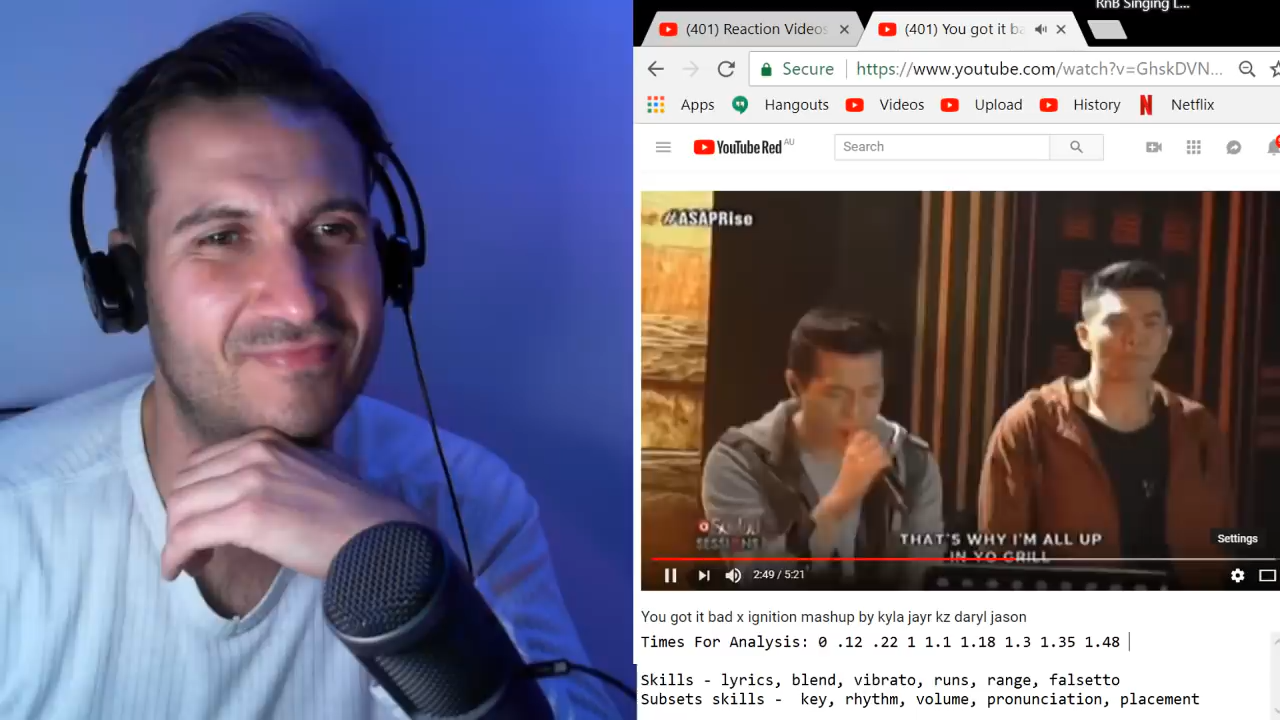 RnB Singing L...
(401) Reaction Videos
(401) You got it ba
Secure
https://www.youtube.com/watch?v=GhskDVN...
Apps
Hangouts
Videos
Upload
History
Netflix
YouTube Red AU
Search
#ASAPRise
SESSIONS
THAT'S WHY I'M ALL UP
IN YO GRILL
Settings
2:49 / 5:21
You got it bad x ignition mashup by kyla jayr kz daryl jason
Times For Analysis: 0 .12 .22 1 1.1 1.18 1.3 1.35 1.48
Skills - lyrics, blend, vibrato, runs, range, falsetto
Subsets skills - key, rhythm, volume, pronunciation, placement